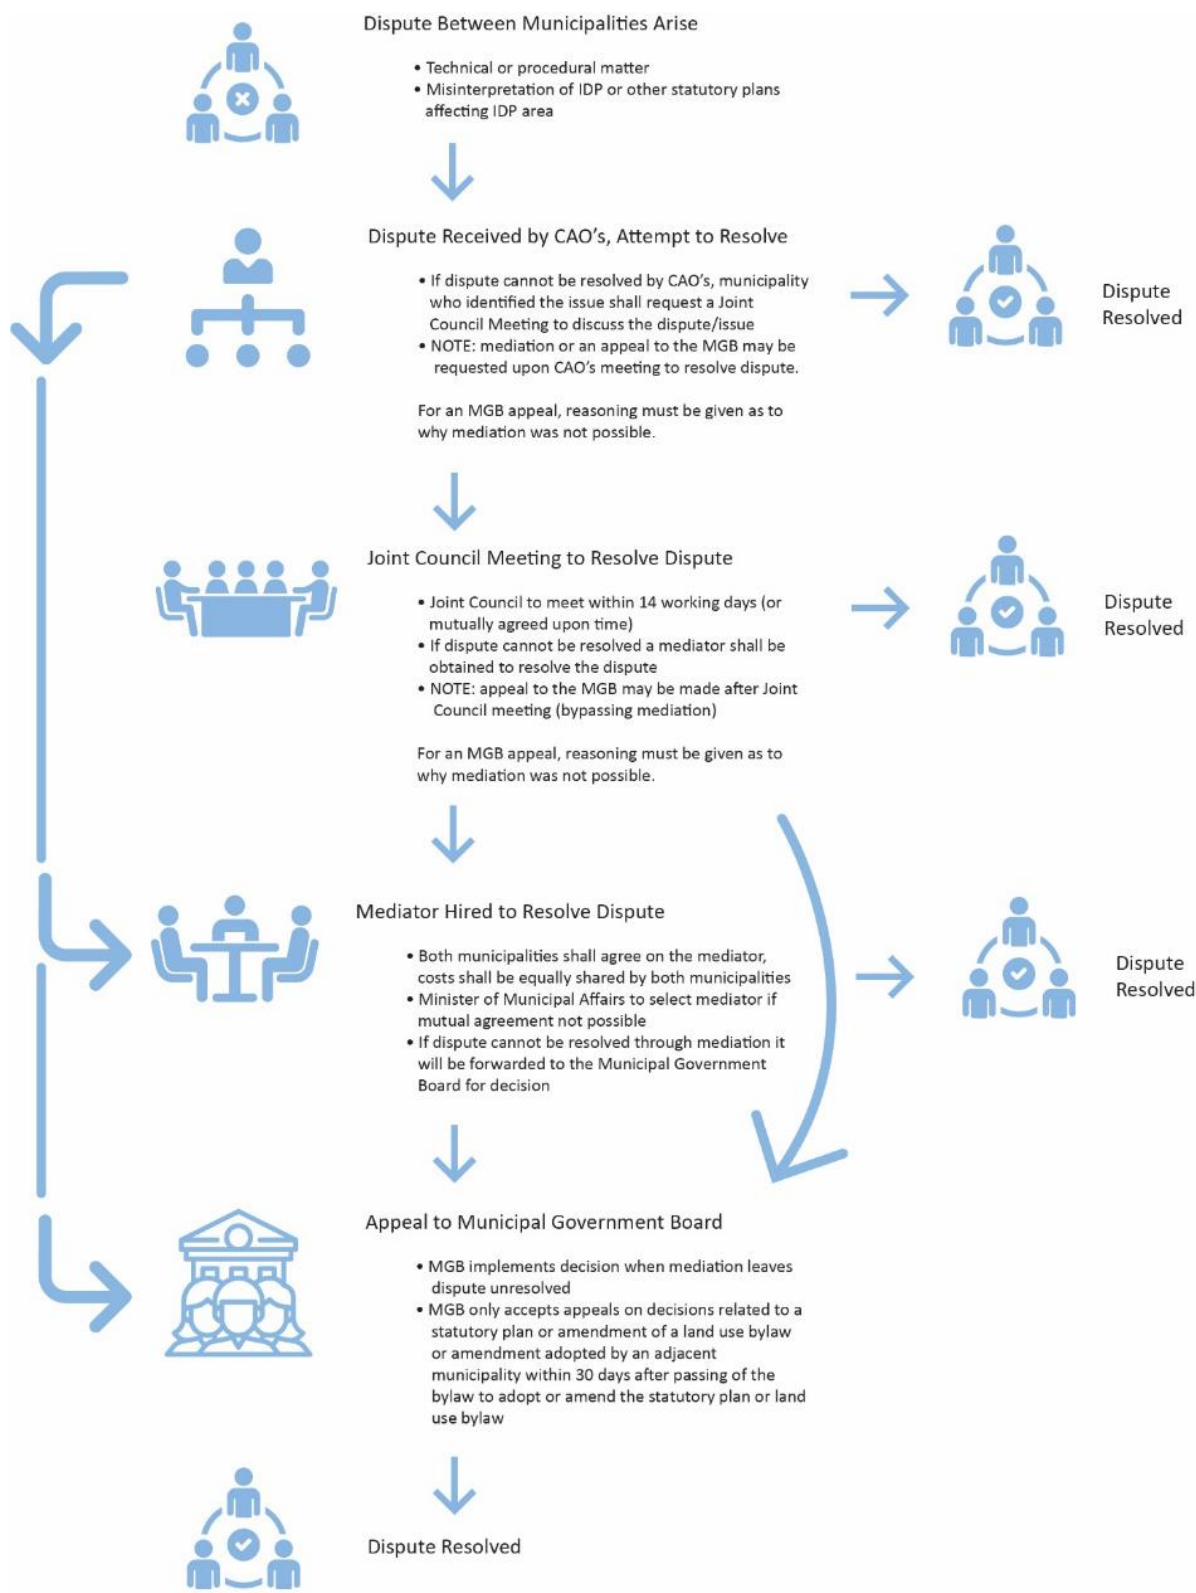 Dispute Between Municipalities Arise
• Technical or procedural matter
• Misinterpretation of IDP or other statutory plans
affecting IDP area
Dispute Received by CAO's, Attempt to Resolve
• If dispute cannot be resolved by CAO's, municipality
who identified the issue shall request a Joint
Council Meeting to discuss the dispute/issue
• NOTE: mediation or an appeal to the MGB may be
requested upon CAO's meeting to resolve dispute.
For an MGB appeal, reasoning must be given as to
why mediation was not possible.
Dispute
Resolved
Joint Council Meeting to Resolve Dispute
• Joint Council to meet within 14 working days (or
mutually agreed upon time)
• If dispute cannot be resolved a mediator shall be
obtained to resolve the dispute
• NOTE: appeal to the MGB may be made after Joint
Council meeting (bypassing mediation)
For an MGB appeal, reasoning must be given as to
why mediation was not possible.
Dispute
Resolved
Mediator Hired to Resolve Dispute
• Both municipalities shall agree on the mediator,
costs shall be equally shared by both municipalities
• Minister of Municipal Affairs to select mediator if
mutual agreement not possible
• If dispute cannot be resolved through mediation it
will be forwarded to the Municipal Government
Board for decision
Dispute
Resolved
Appeal to Municipal Government Board
• MGB implements decision when mediation leaves
dispute unresolved
• MGB only accepts appeals on decisions related to a
statutory plan or amendment of a land use bylaw
or amendment adopted by an adjacent
municipality within 30 days after passing of the
bylaw to adopt or amend the statutory plan or land
use bylaw
Dispute Resolved